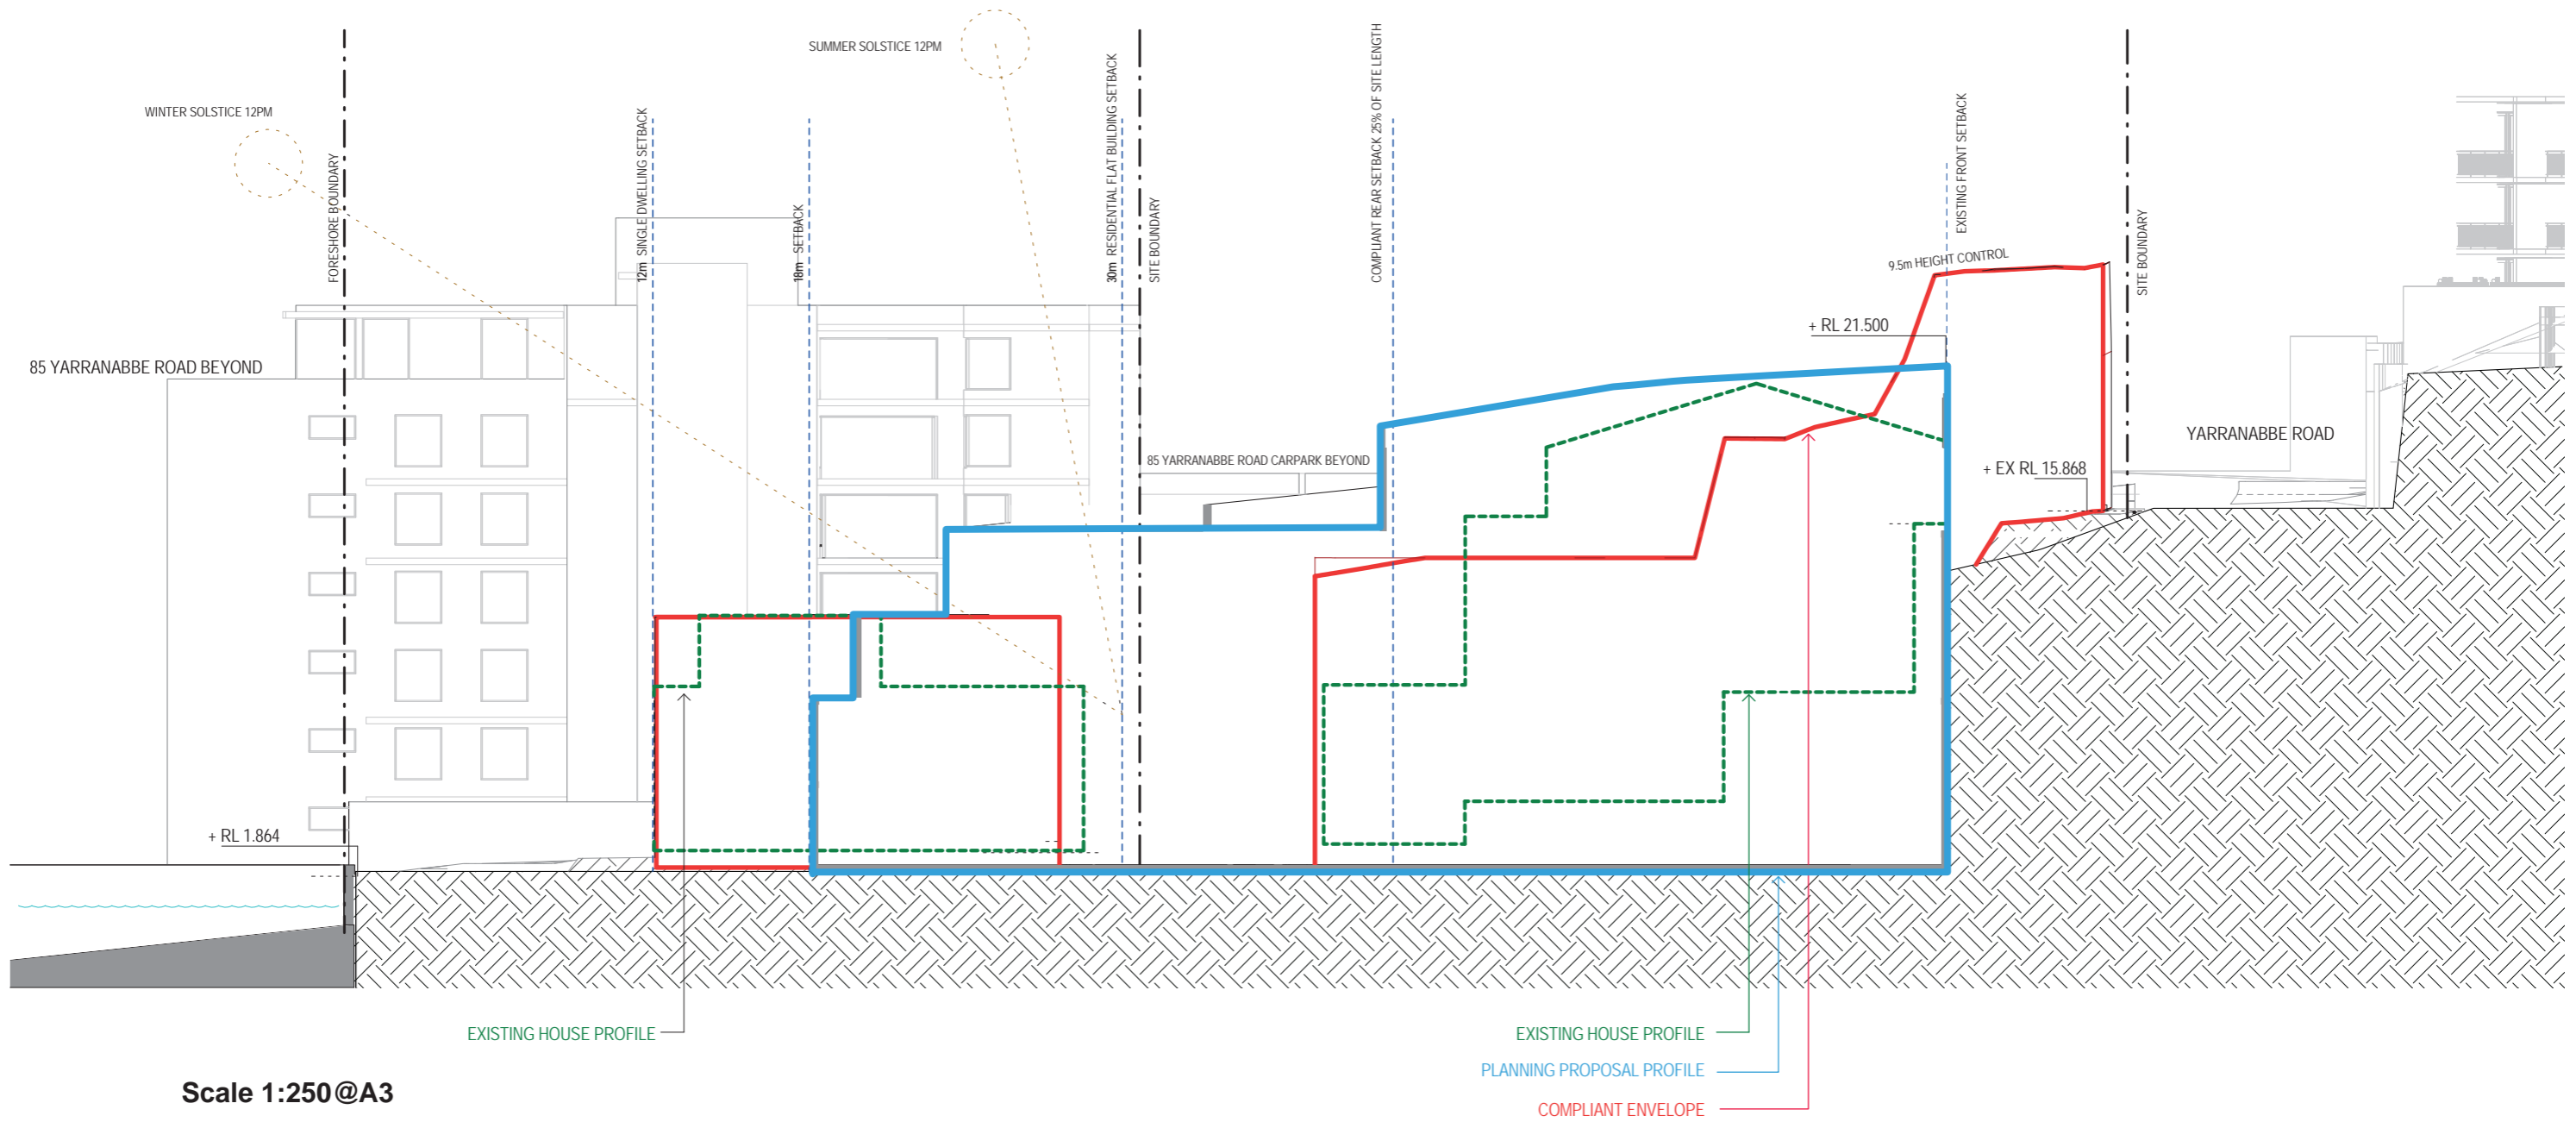 SUMMER SOLSTICE 12PM
WINTER SOLSTICE 12PM
FORESHORE BOUNDARY
12m SINGLE DWELLING SETBACK
18m SETBACK
30m RESIDENTIAL FLAT BUILDING SETBACK
SITE BOUNDARY
COMPLIANT REAR SETBACK 25% OF SITE LENGTH
EXISTING FRONT SETBACK
SITE BOUNDARY
9.5m HEIGHT CONTROL
+ RL 21.500
85 YARRANABBE ROAD BEYOND
85 YARRANABBE ROAD CARPARK BEYOND
YARRANABBE ROAD
+ EX RL 15.868
+ RL 1.864
EXISTING HOUSE PROFILE
EXISTING HOUSE PROFILE
PLANNING PROPOSAL PROFILE
COMPLIANT ENVELOPE
Scale 1:250@A3